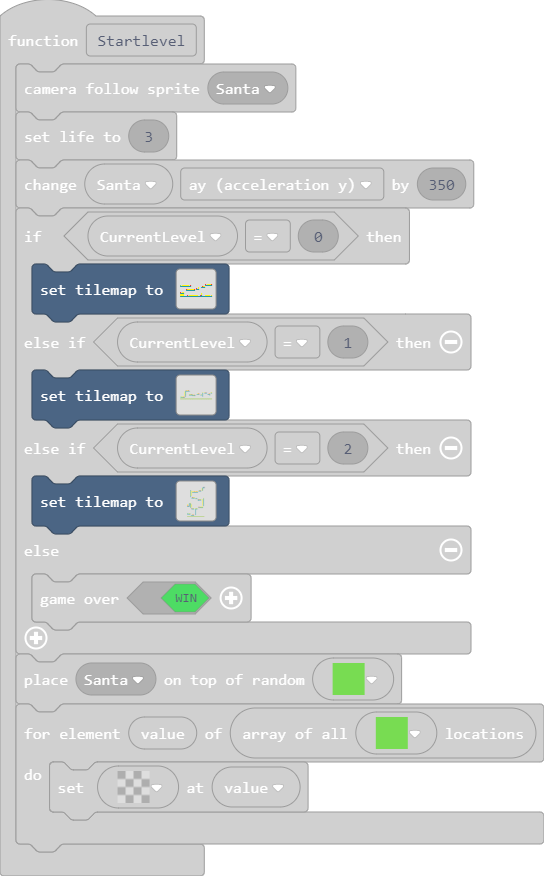 function Startlevel
camera follow sprite Santa
set life to 3
change Santa ay (acceleration y) by 350
if CurrentLevel = 0 then
set tilemap to
else if CurrentLevel = 1 then
set tilemap to
else if CurrentLevel = 2 then
set tilemap to
else
game over WIN
place Santa on top of random
for element value of array of all locations
do
set at value